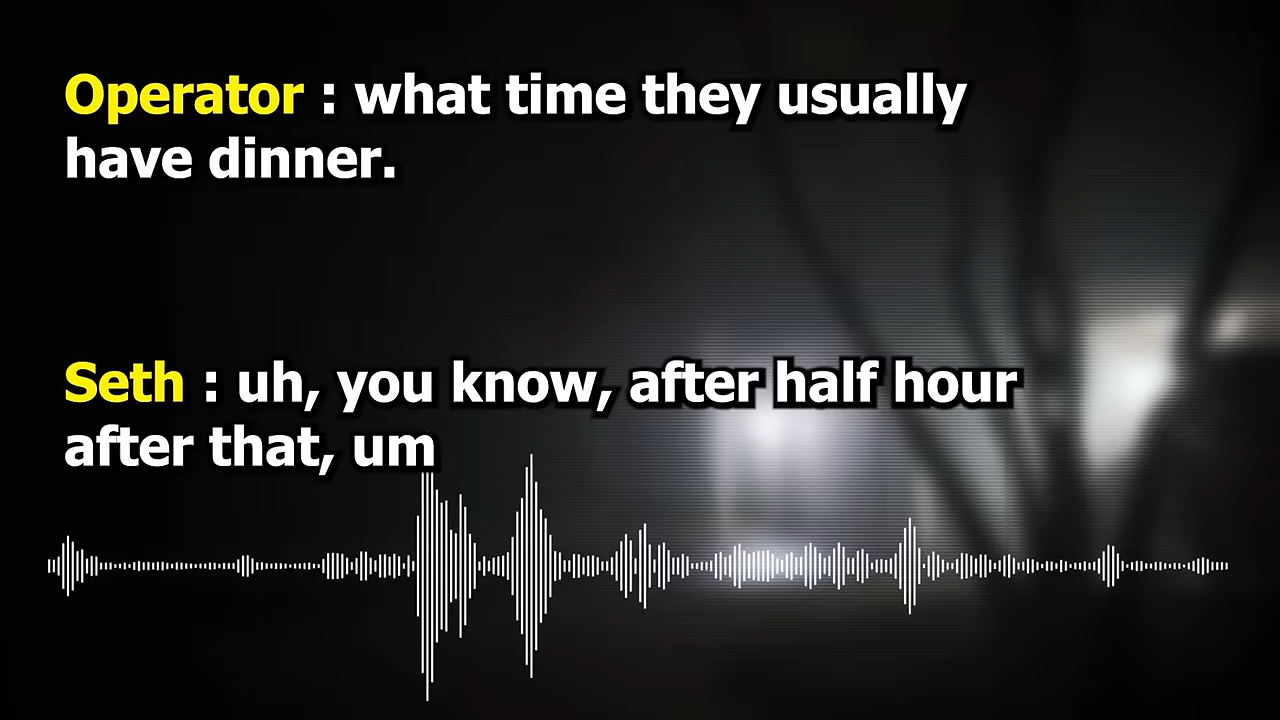 Operator : what time they usually
have dinner.
Seth : uh, you know, after half hour
after that, um